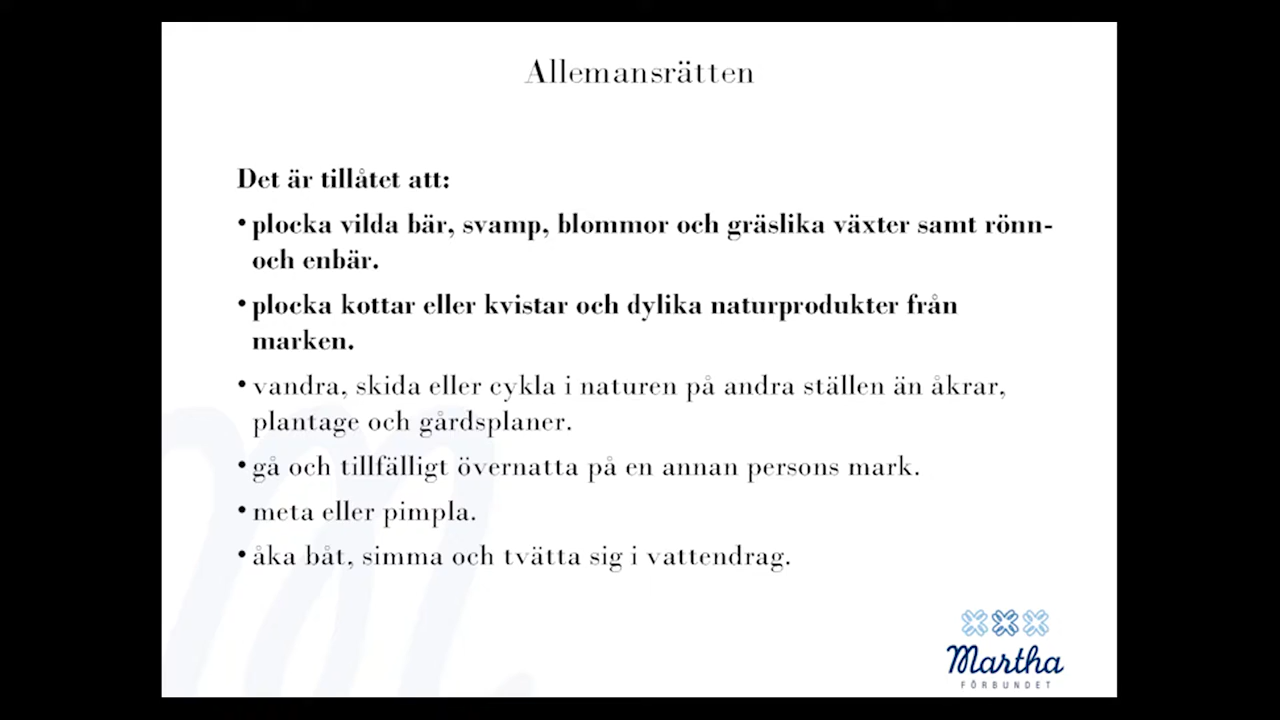 Allemansrätten
Det är tillåtet att:
• plocka vilda bär, svamp, blommor och gräslika växter samt rönn-
och enbär.
• plocka kottar eller kvistar och dylika naturprodukter från
marken.
• vandra, skida eller cykla i naturen på andra ställen än åkrar,
plantage och gårdsplaner.
• gå och tillfälligt övernatta på en annan persons mark.
• meta eller pimpla.
• åka båt, simma och tvätta sig i vattendrag.
Martha
FÖRBUNDET